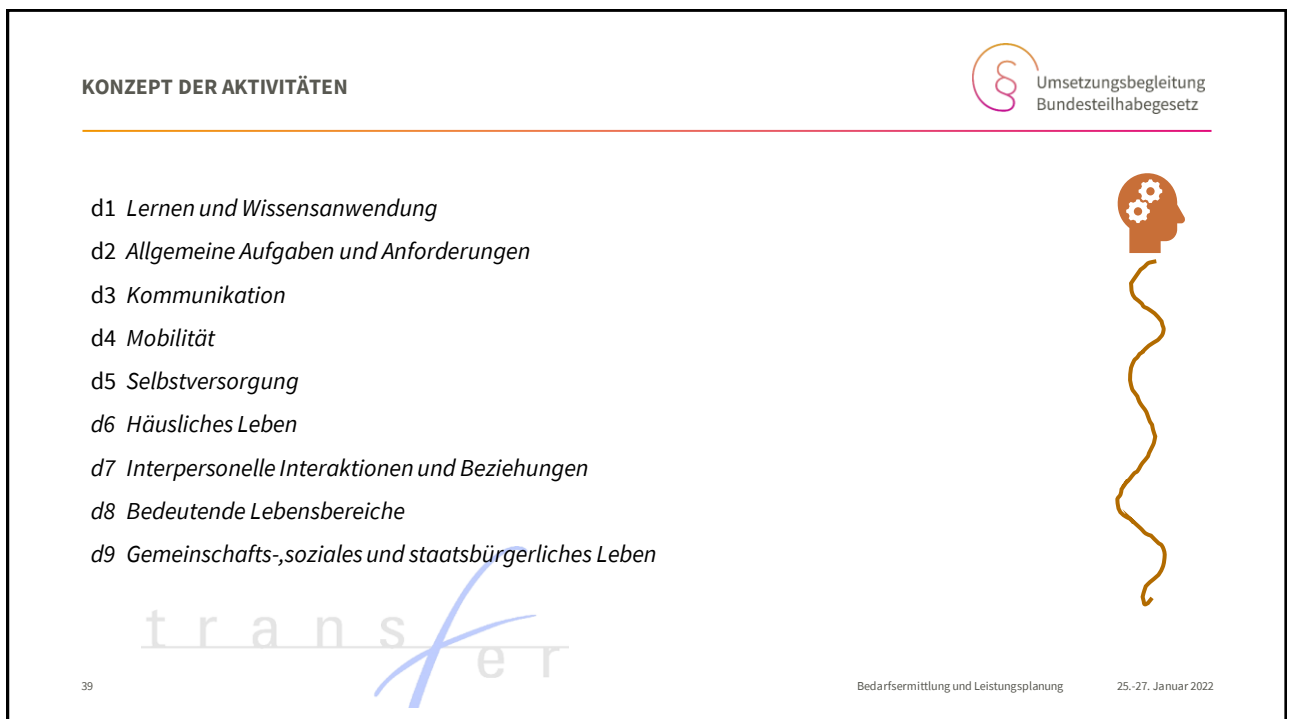 KONZEPT DER AKTIVITÄTEN
Umsetzungsbegleitung
Bundesteilhabegesetz
d1 Lernen und Wissensanwendung
d2 Allgemeine Aufgaben und Anforderungen
d3 Kommunikation
d4 Mobilität
d5 Selbstversorgung
d6 Häusliches Leben
d7 Interpersonelle Interaktionen und Beziehungen
d8 Bedeutende Lebensbereiche
d9 Gemeinschafts-,soziales und staatsbürgerliches Leben
transfer
39 Bedarfsermittlung und Leistungsplanung 25.-27. Januar 2022